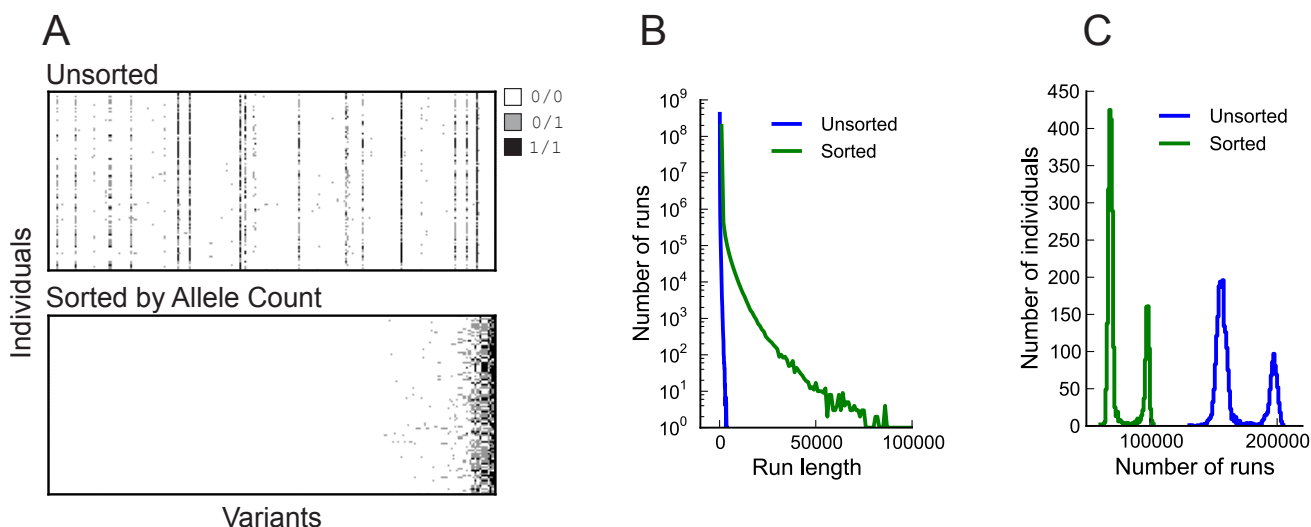 A
Unsorted
0/0
0/1
1/1
Individuals
Sorted by Allele Count
Variants
B
10^9
10^8
10^7
10^6
10^5
10^4
10^3
10^2
10^1
10^0
Number of runs
Unsorted
Sorted
0
50000
100000
Run length
C
450
400
350
300
250
200
150
100
50
0
Number of individuals
Unsorted
Sorted
100000
200000
Number of runs